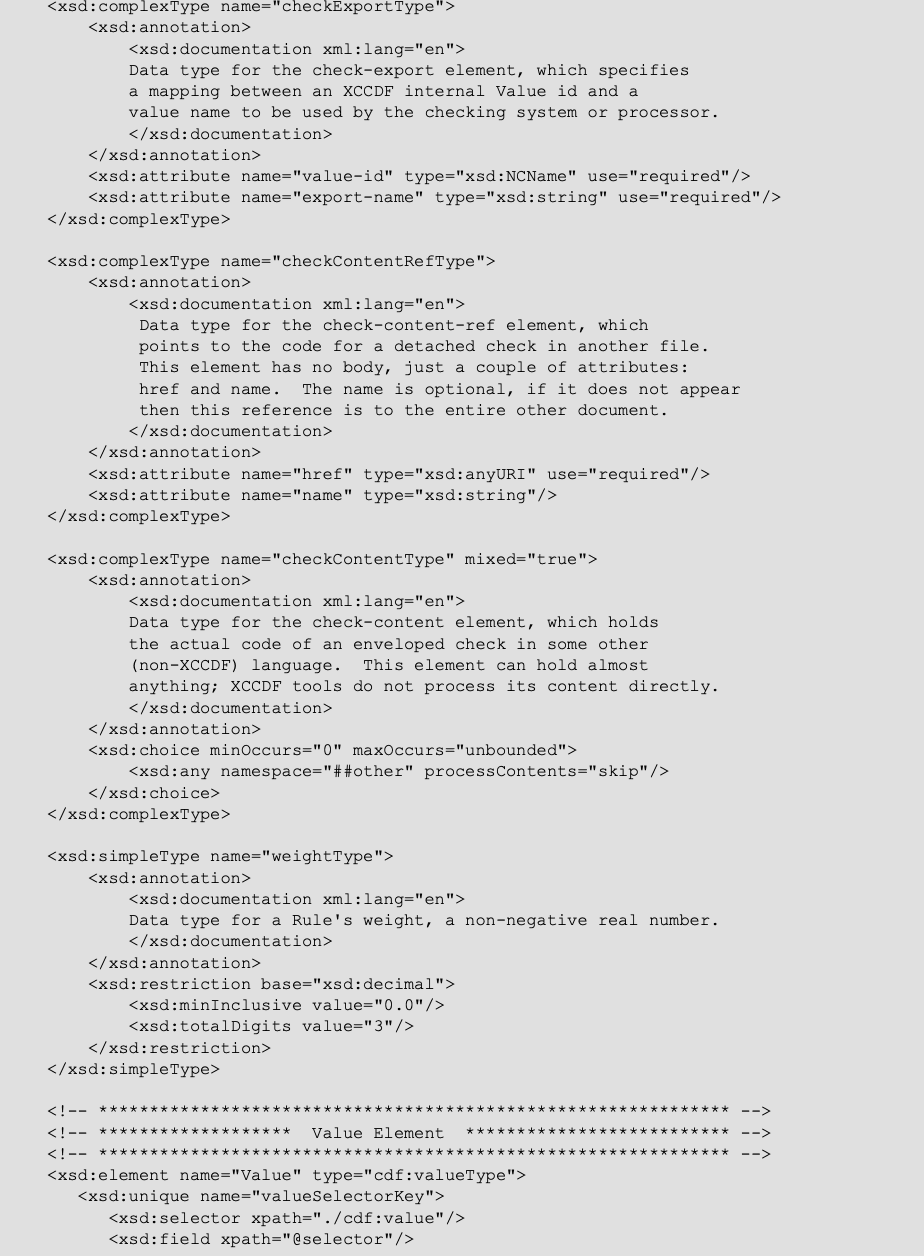 <xsd:complexType name="checkExportType">
    <xsd:annotation>
        <xsd:documentation xml:lang="en">
        Data type for the check-export element, which specifies
        a mapping between an XCCDF internal Value id and a
        value name to be used by the checking system or processor.
        </xsd:documentation>
    </xsd:annotation>
    <xsd:attribute name="value-id" type="xsd:NCName" use="required"/>
    <xsd:attribute name="export-name" type="xsd:string" use="required"/>
</xsd:complexType>

<xsd:complexType name="checkContentRefType">
    <xsd:annotation>
        <xsd:documentation xml:lang="en">
         Data type for the check-content-ref element, which
         points to the code for a detached check in another file.
         This element has no body, just a couple of attributes:
         href and name.  The name is optional, if it does not appear
         then this reference is to the entire other document.
        </xsd:documentation>
    </xsd:annotation>
    <xsd:attribute name="href" type="xsd:anyURI" use="required"/>
    <xsd:attribute name="name" type="xsd:string"/>
</xsd:complexType>

<xsd:complexType name="checkContentType" mixed="true">
    <xsd:annotation>
        <xsd:documentation xml:lang="en">
        Data type for the check-content element, which holds
        the actual code of an enveloped check in some other
        (non-XCCDF) language.  This element can hold almost
        anything; XCCDF tools do not process its content directly.
        </xsd:documentation>
    </xsd:annotation>
    <xsd:choice minOccurs="0" maxOccurs="unbounded">
        <xsd:any namespace="##other" processContents="skip"/>
    </xsd:choice>
</xsd:complexType>

<xsd:simpleType name="weightType">
    <xsd:annotation>
        <xsd:documentation xml:lang="en">
        Data type for a Rule's weight, a non-negative real number.
        </xsd:documentation>
    </xsd:annotation>
    <xsd:restriction base="xsd:decimal">
        <xsd:minInclusive value="0.0"/>
        <xsd:totalDigits value="3"/>
    </xsd:restriction>
</xsd:simpleType>

<!-- ************************************************************** -->
<!-- *******************  Value Element  ************************** -->
<!-- ************************************************************** -->
<xsd:element name="Value" type="cdf:valueType">
   <xsd:unique name="valueSelectorKey">
      <xsd:selector xpath="./cdf:value"/>
      <xsd:field xpath="@selector"/>